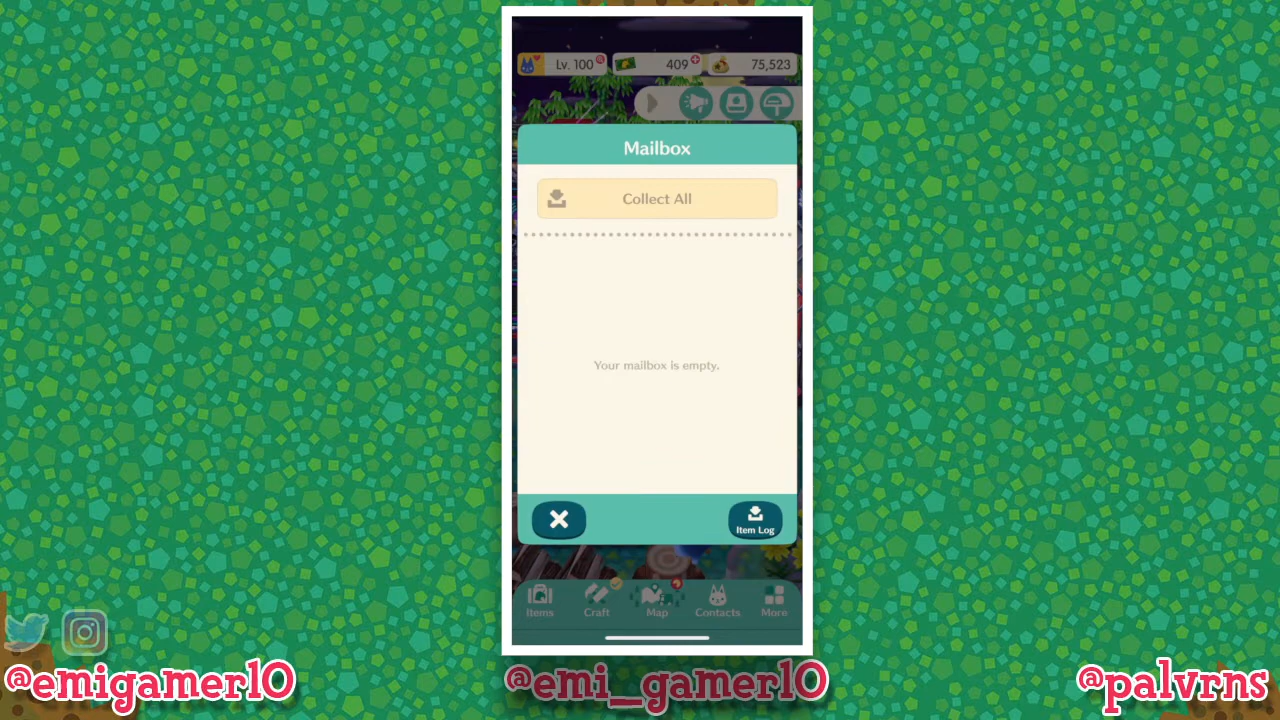 Lv. 100 409 75,523
Mailbox
Collect All
Your mailbox is empty.
Item Log
Items Craft Map Contacts More
@emigamer10 @emi_gamer10 @palvrns